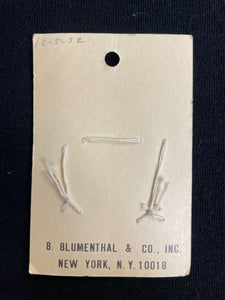 10-5-72
B. BLUMENTHAL & CO., INC.
NEW YORK, N.Y. 10018